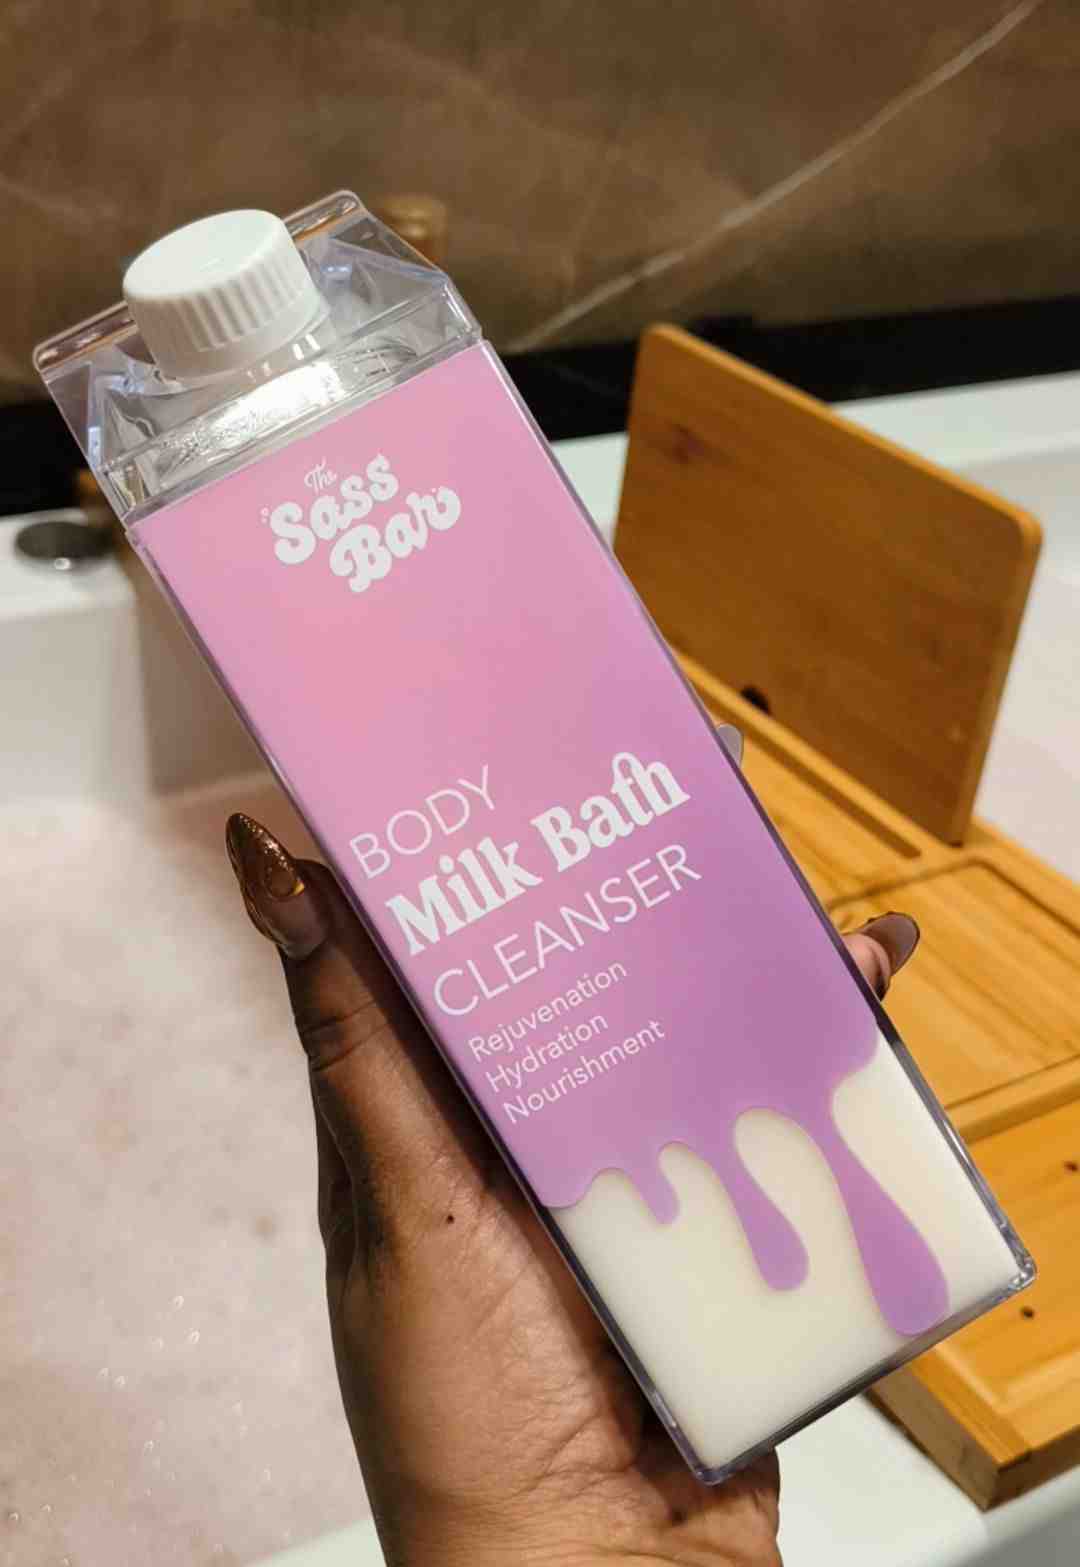 The
Sass
Bar
BODY
Milk Bath
CLEANSER
Rejuvenation
Hydration
Nourishment